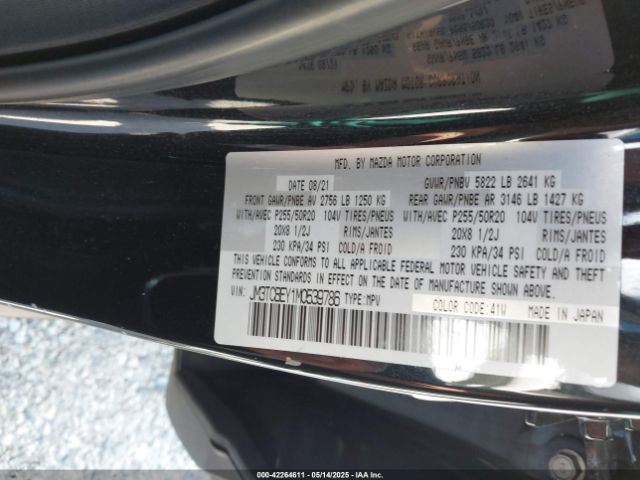 MFD. BY MAZDA MOTOR CORPORATION
DATE 08/21 GVWR/PNBV 5822 LB 2641 KG
FRONT GAWR/PNBE AV 2756 LB 1250 KG REAR GAWR/PNBE AR 3146 LB 1427 KG
WITH/AVEC P255/50R20 104V TIRES/PNEUS WITH/AVEC P255/50R20 104V TIRES/PNEUS
20X8 1/2J RIMS/JANTES 20X8 1/2J RIMS/JANTES
230 KPA/34 PSI COLD/A FROID 230 KPA/34 PSI COLD/A FROID
THIS VEHICLE CONFORMS TO ALL APPLICABLE FEDERAL MOTOR VEHICLE SAFETY AND THEFT
PREVENTION STANDARDS IN EFFECT ON THE DATE OF MANUFACTURE SHOWN ABOVE.
VIN: JM3TCBEY1M0539786 TYPE:MPV
COLOR CODE:41W MADE IN JAPAN
000-42264611 - 05/14/2025 - IAAI.COM